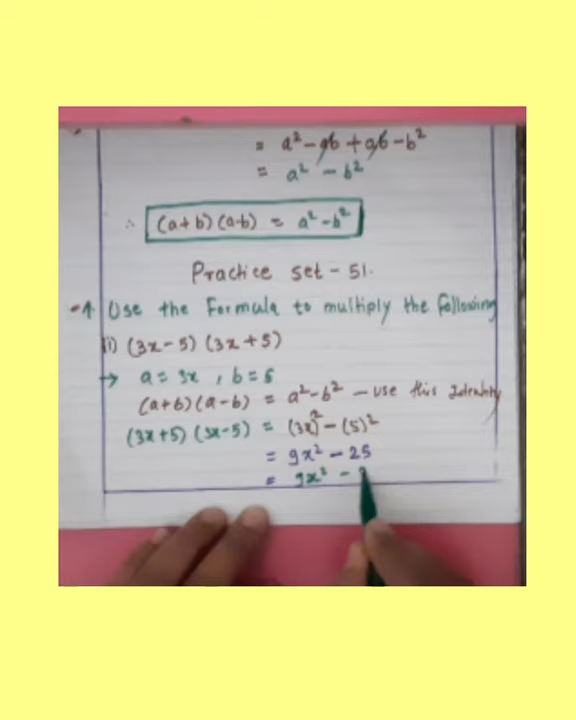 = a² - ab + ab - b²
= a² - b²
∴ (a+b) (a-b) = a² - b²
Practice set - 51.
1 Use the Formula to multiply the following
(i) (3x-5) (3x+5)
→ a = 3x , b = 5
(a+b) (a-b) = a² - b² - use this Identity
(3x+5) (3x-5) = (3x)² - (5)²
= 9x² - 25
= 9x² -